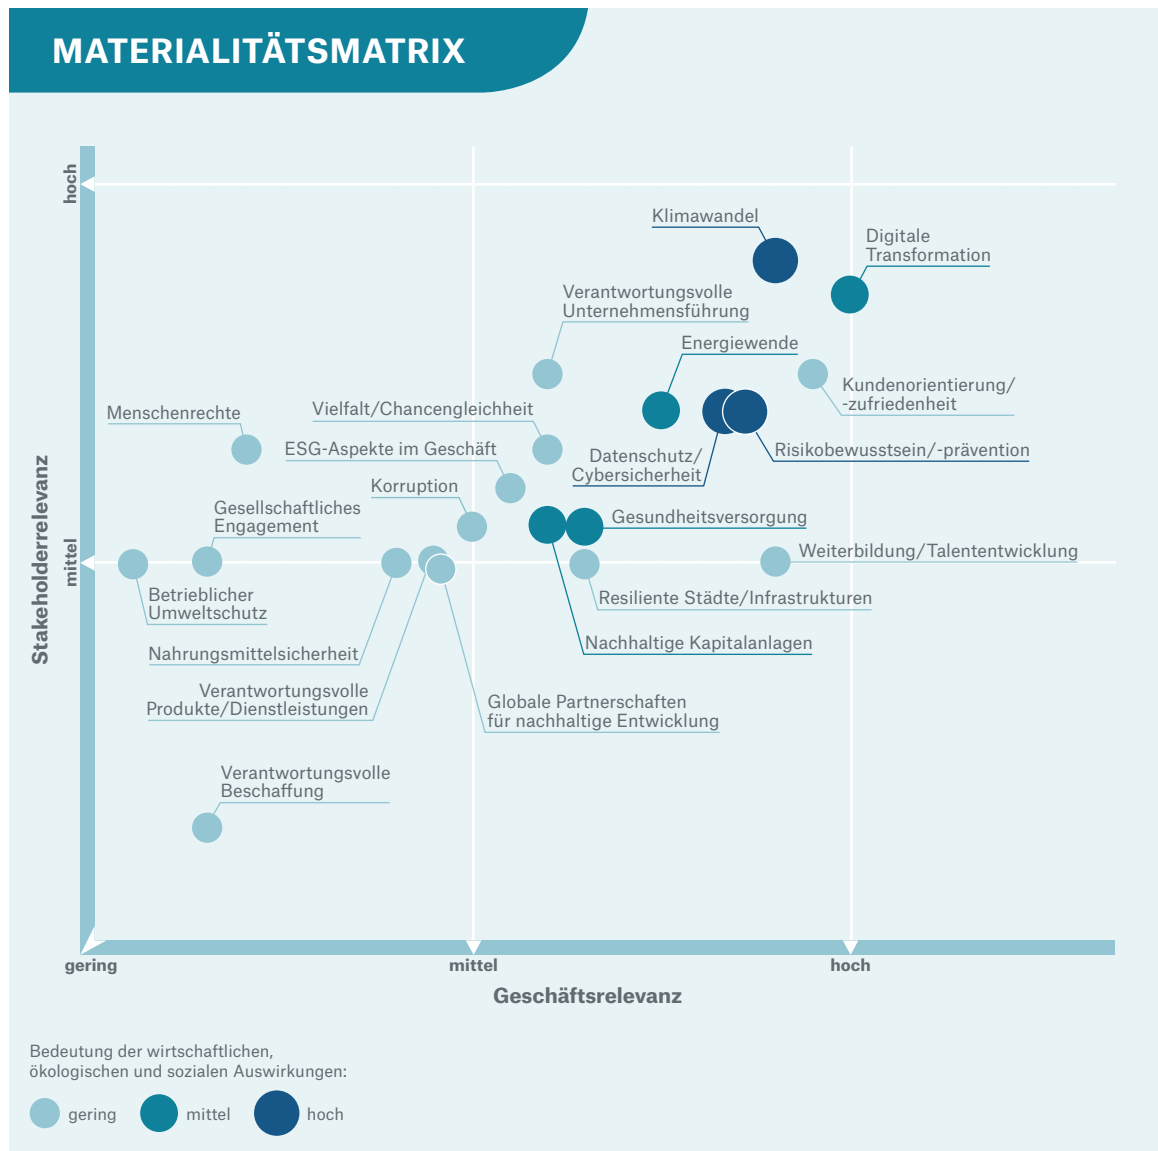 MATERIALITÄTSMATRIX
hoch
Klimawandel
Digitale
Transformation
Verantwortungsvolle
Unternehmensführung
Energiewende
Kundenorientierung/
-zufriedenheit
Menschenrechte
Vielfalt/Chancengleichheit
ESG-Aspekte im Geschäft
Datenschutz/
Cybersicherheit
Risikobewusstsein/-prävention
Korruption
Gesellschaftliches
Engagement
Gesundheitsversorgung
Stakeholderrelevanz
mittel
Weiterbildung/Talententwicklung
Betrieblicher
Umweltschutz
Resiliente Städte/Infrastrukturen
Nachhaltige Kapitalanlagen
Nahrungsmittelsicherheit
Verantwortungsvolle
Produkte/Dienstleistungen
Globale Partnerschaften
für nachhaltige Entwicklung
Verantwortungsvolle
Beschaffung
gering
mittel
hoch
Geschäftsrelevanz
Bedeutung der wirtschaftlichen,
ökologischen und sozialen Auswirkungen:
gering
mittel
hoch